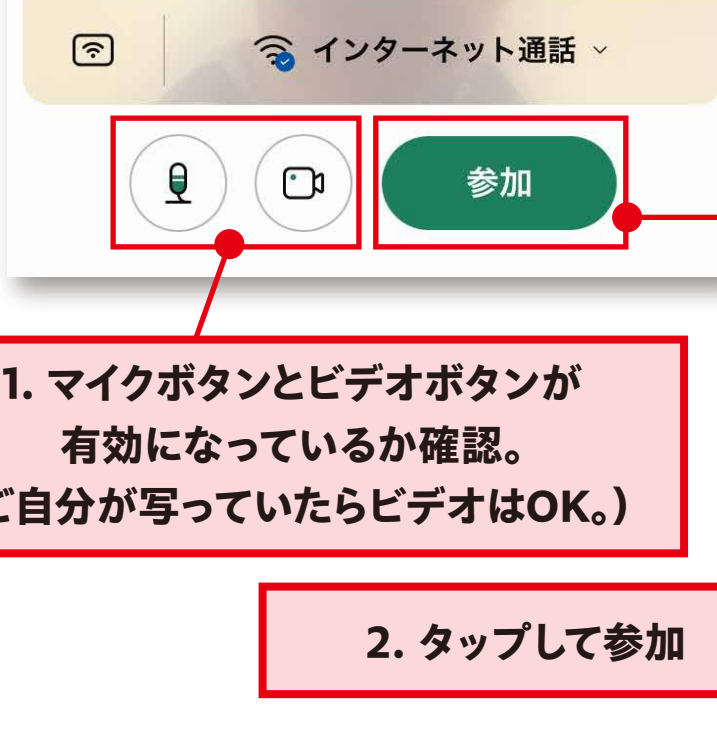 インターネット通話
参加
1. マイクボタンとビデオボタンが
有効になっているか確認。
ご自分が写っていたらビデオはOK。）
2. タップして参加